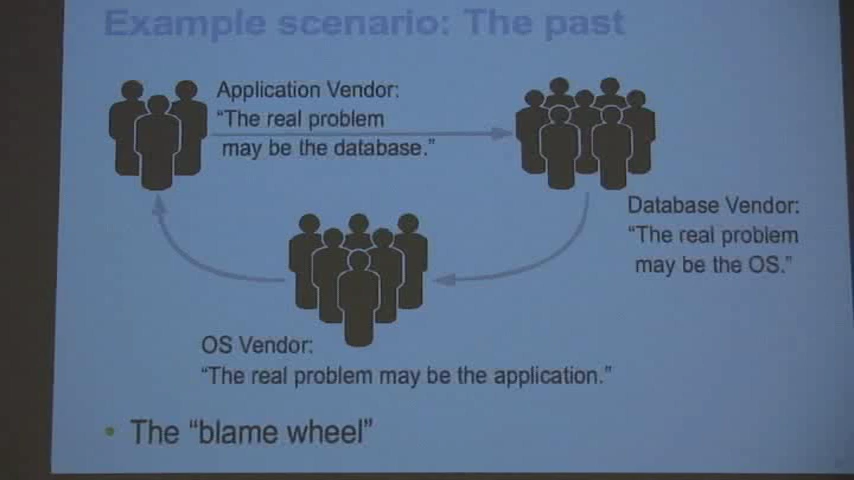 Example scenario: The past
Application Vendor:
“The real problem
may be the database.”
Database Vendor:
“The real problem
may be the OS.”
OS Vendor:
“The real problem may be the application.”
• The “blame wheel”